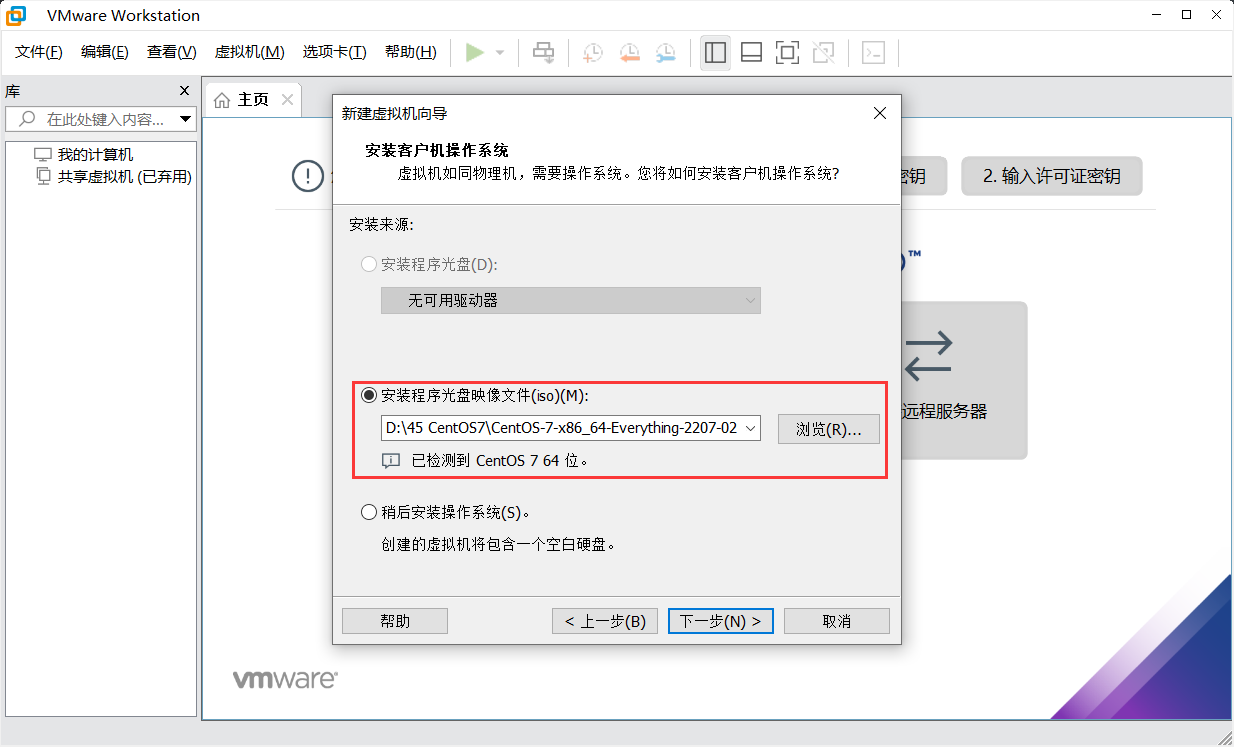 VMware Workstation
文件(F) 编辑(E) 查看(V) 虚拟机(M) 选项卡(T) 帮助(H)
库
在此处键入内容...
我的计算机
共享虚拟机 (已弃用)
主页
密钥
2. 输入许可证密钥
™
远程服务器
新建虚拟机向导
安装客户机操作系统
虚拟机如同物理机，需要操作系统。您将如何安装客户机操作系统?
安装来源:
安装程序光盘(D):
无可用驱动器
安装程序光盘映像文件(iso)(M):
D:\45 CentOS7\CentOS-7-x86_64-Everything-2207-02
浏览(R)...
已检测到 CentOS 7 64 位。
稍后安装操作系统(S)。
创建的虚拟机将包含一个空白硬盘。
帮助
< 上一步(B)
下一步(N) >
取消
vmware